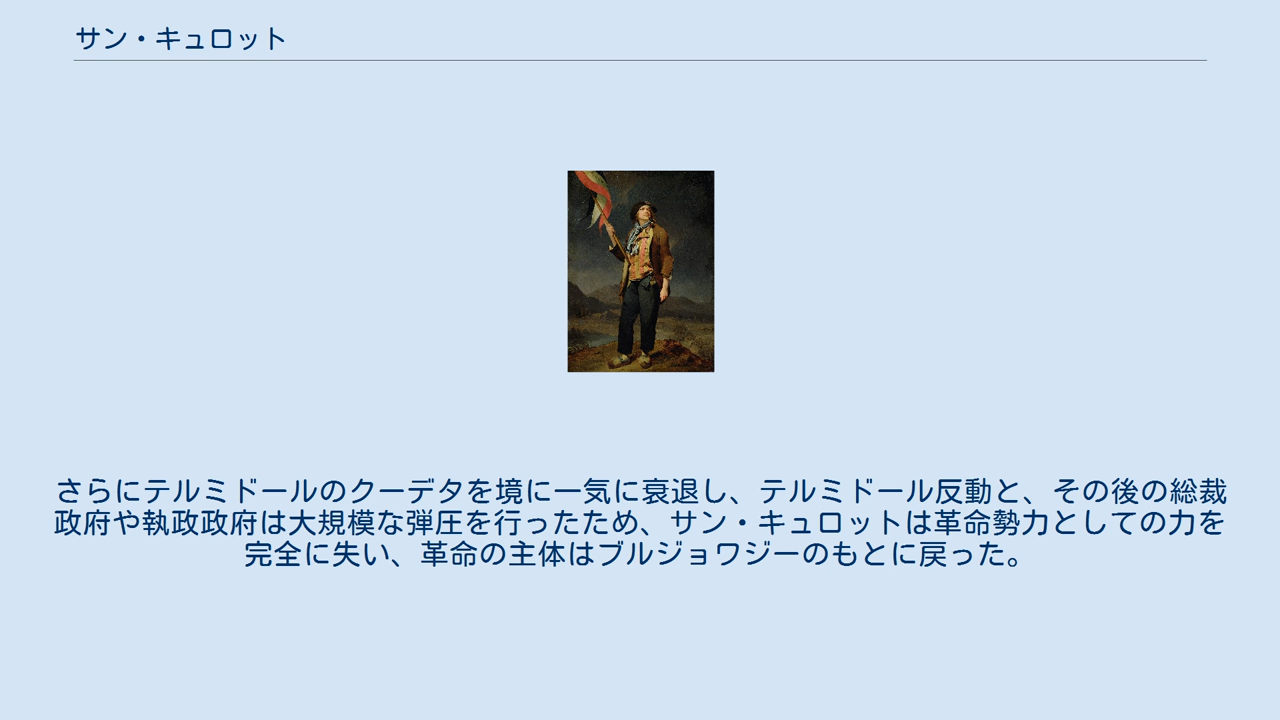 サン・キュロット
さらにテルミドールのクーデタを境に一気に衰退し、テルミドール反動と、その後の総裁
政府や執政政府は大規模な弾圧を行ったため、サン・キュロットは革命勢力としての力を
完全に失い、革命の主体はブルジョワジーのもとに戻った。